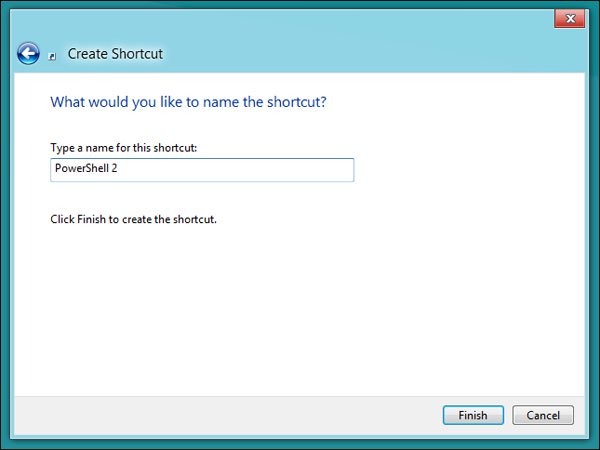 Create Shortcut
What would you like to name the shortcut?
Type a name for this shortcut:
PowerShell 2
Click Finish to create the shortcut.
Finish Cancel